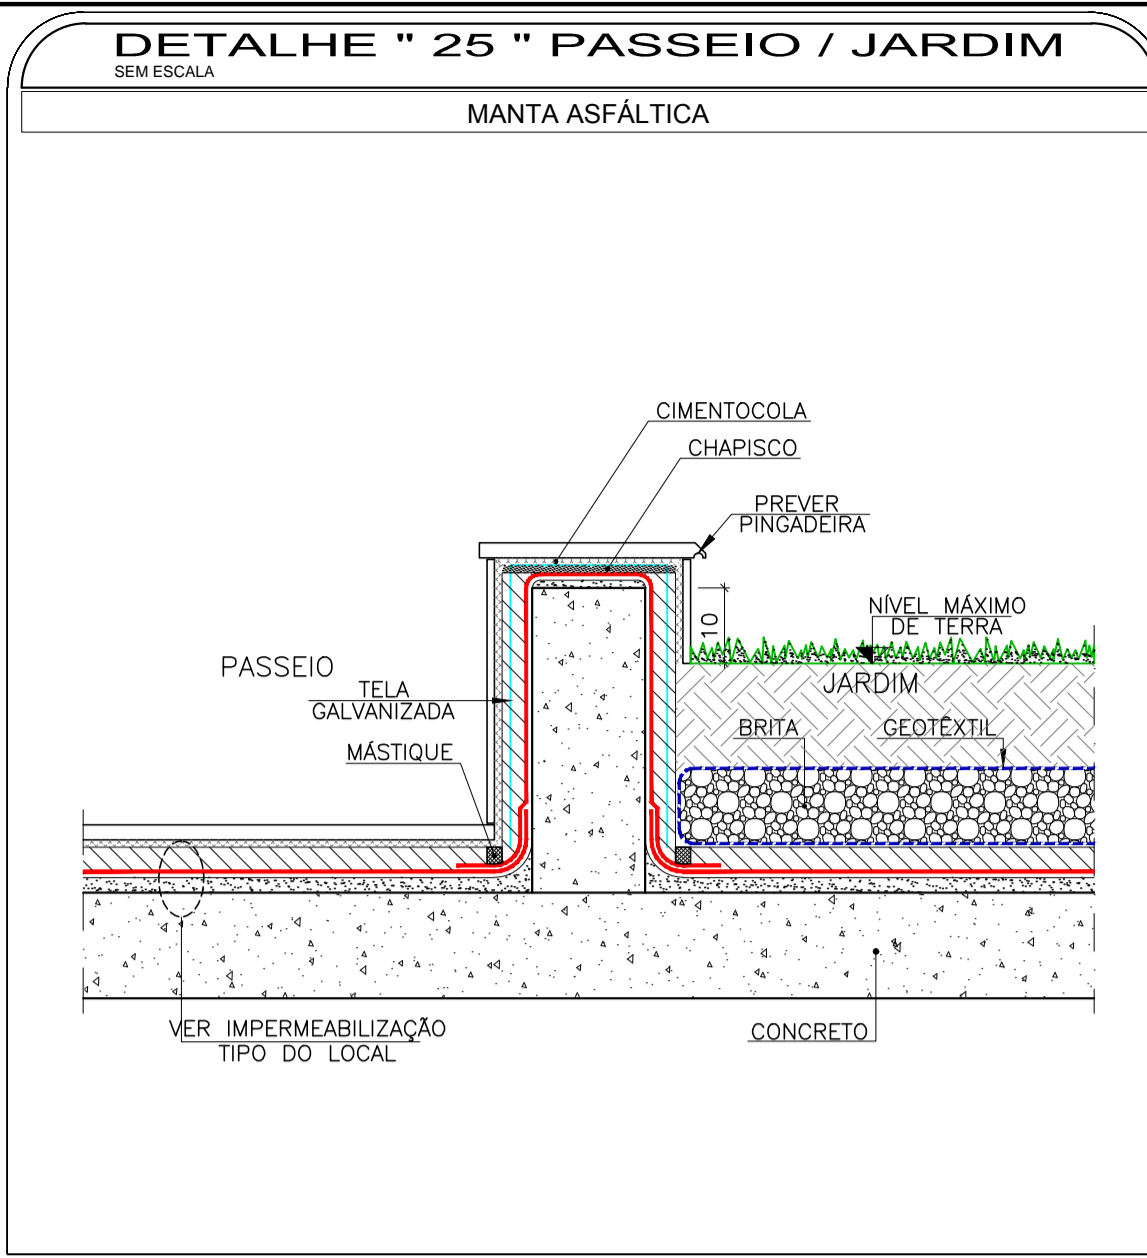 DETALHE " 25 " PASSEIO / JARDIM
SEM ESCALA
MANTA ASFÁLTICA
CIMENTOCOLA
CHAPISCO
PREVER
PINGADEIRA
NÍVEL MÁXIMO
DE TERRA
10
PASSEIO
JARDIM
TELA
GALVANIZADA
BRITA
GEOTÊXTIL
MÁSTIQUE
VER IMPERMEABILIZAÇÃO
TIPO DO LOCAL
CONCRETO